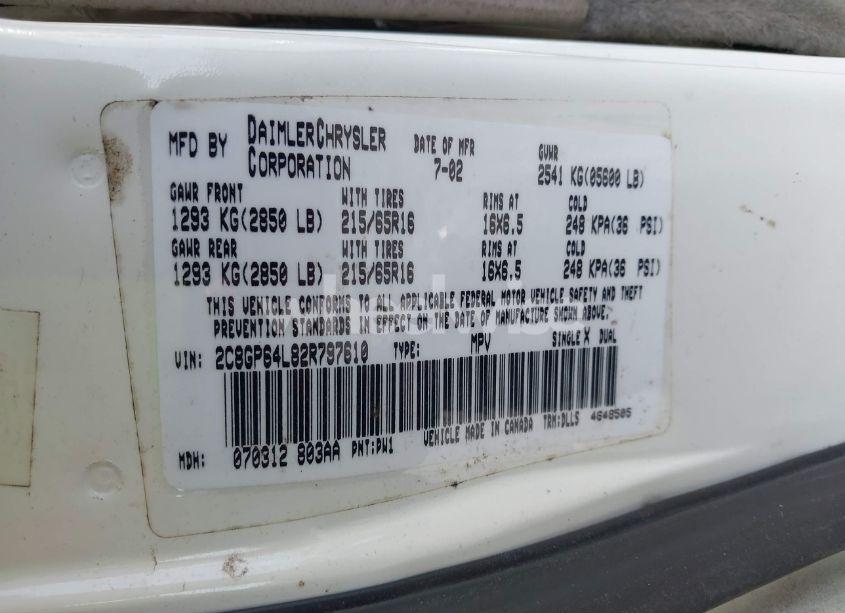 MFD BY DAIMLERCHRYSLER CORPORATION DATE OF MFR 7-02 GVWR 2541 KG(05600 LB)
GAWR FRONT WITH TIRES RIMS AT COLD
1293 KG(2850 LB) 215/65R16 16X6.5 248 KPA(36 PSI)
GAWR REAR WITH TIRES RIMS AT COLD
1293 KG(2850 LB) 215/65R16 16X6.5 248 KPA(36 PSI)
THIS VEHICLE CONFORMS TO ALL APPLICABLE FEDERAL MOTOR VEHICLE SAFETY AND THEFT
PREVENTION STANDARDS IN EFFECT ON THE DATE OF MANUFACTURE SHOWN ABOVE.
VIN: 2C8GP64L82R797610 TYPE: MPV SINGLE X DUAL
VEHICLE MADE IN CANADA TRM:DLLS 4648505
MDH: 070312 803AA PNT:PW1